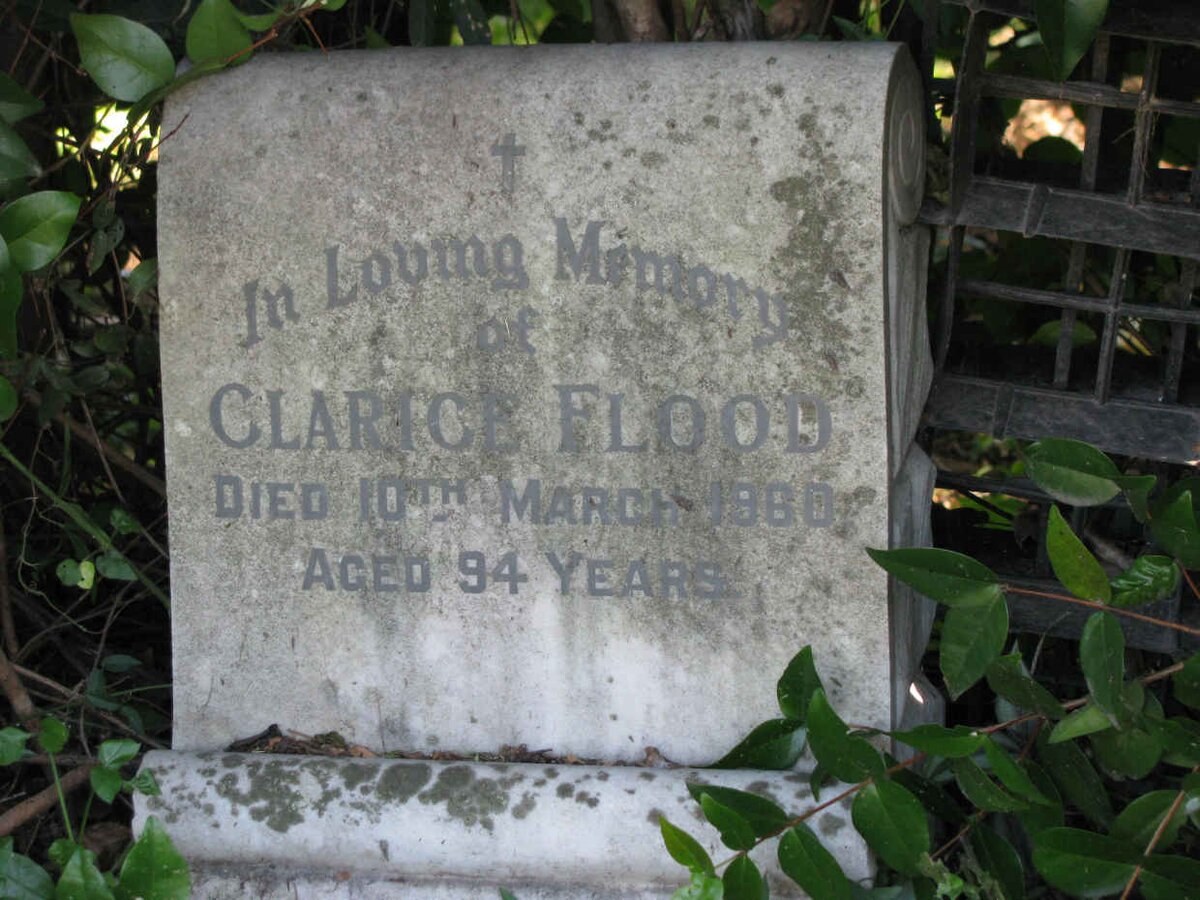 In Loving Memory
of
CLARICE FLOOD
DIED 10TH MARCH 1960
AGED 94 YEARS.